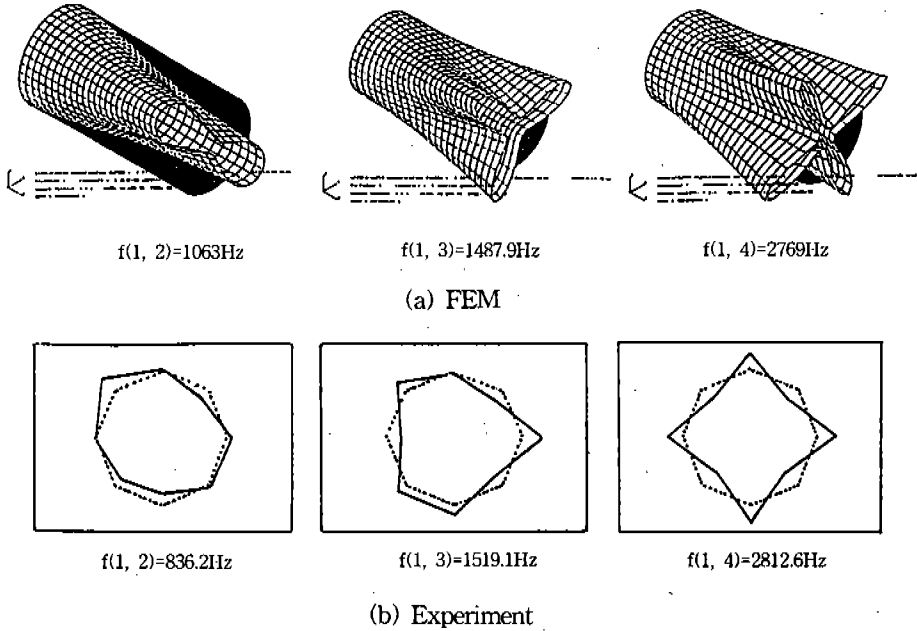 f(1, 2)=1063Hz
f(1, 3)=1487.9Hz
f(1, 4)=2769Hz
(a) FEM
f(1, 2)=836.2Hz
f(1, 3)=1519.1Hz
f(1, 4)=2812.6Hz
(b) Experiment